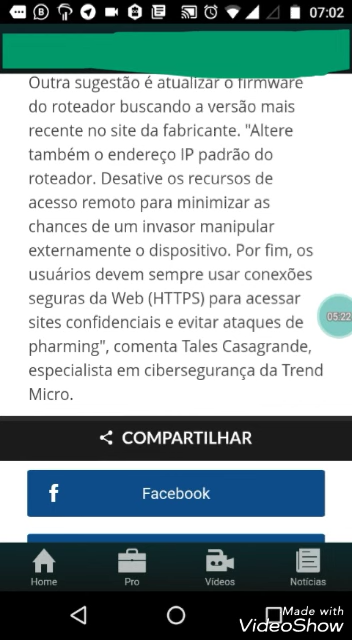 07:02
Outra sugestão é atualizar o firmware
do roteador buscando a versão mais
recente no site da fabricante. "Altere
também o endereço IP padrão do
roteador. Desative os recursos de
acesso remoto para minimizar as
chances de um invasor manipular
externamente o dispositivo. Por fim, os
usuários devem sempre usar conexões
seguras da Web (HTTPS) para acessar
sites confidenciais e evitar ataques de
pharming", comenta Tales Casagrande,
especialista em cibersegurança da Trend
Micro.
05:22
COMPARTILHAR
Facebook
Home Pro Vídeos Notícias
Made with
VideoShow